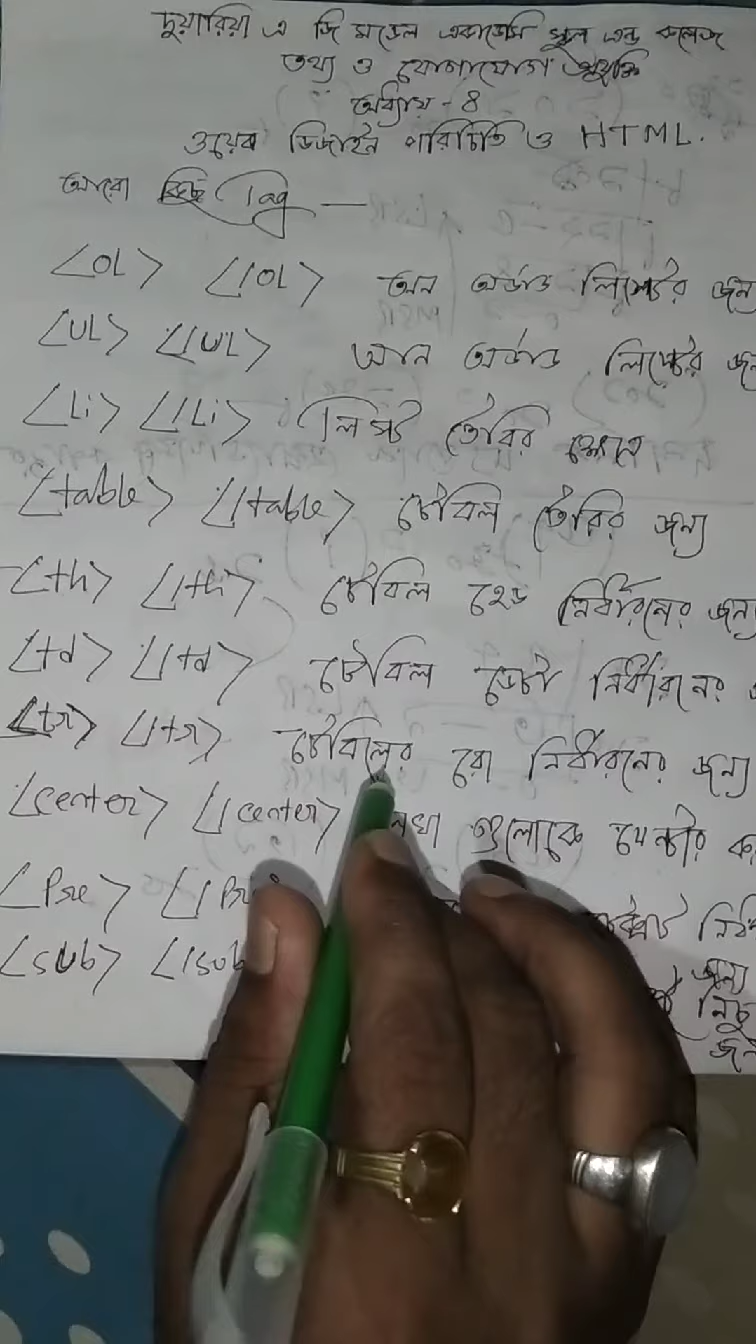 দুয়ারিয়া এ জি মডেল একাডেমি স্কুল এন্ড কলেজ
তথ্য ও যোগাযোগ প্রযুক্তি
অধ্যায় - 4
ওয়েব ডিজাইন পরিচিতি ও HTML.
আরো কিছু Tag —
<OL> </OL> অন অর্ডার্ড লিস্টের জন্য
<UL> </UL> আন অর্ডার্ড লিস্টের জন্য
<Li> </Li> লিস্ট তৈরির ক্ষেত্রে
<table> </table> টেবিল তৈরির জন্য
<th> </th> টেবিল হেড নির্ধারনের জন্য
<td> </td> টেবিল ডেটা নির্ধারনের
<tr> </tr> টেবিলের রো নির্ধারনের জন্য
<center> </center> লেখা গুলোকে সেন্টার
<Pre>
জন্য
<sub> </sub নিচু